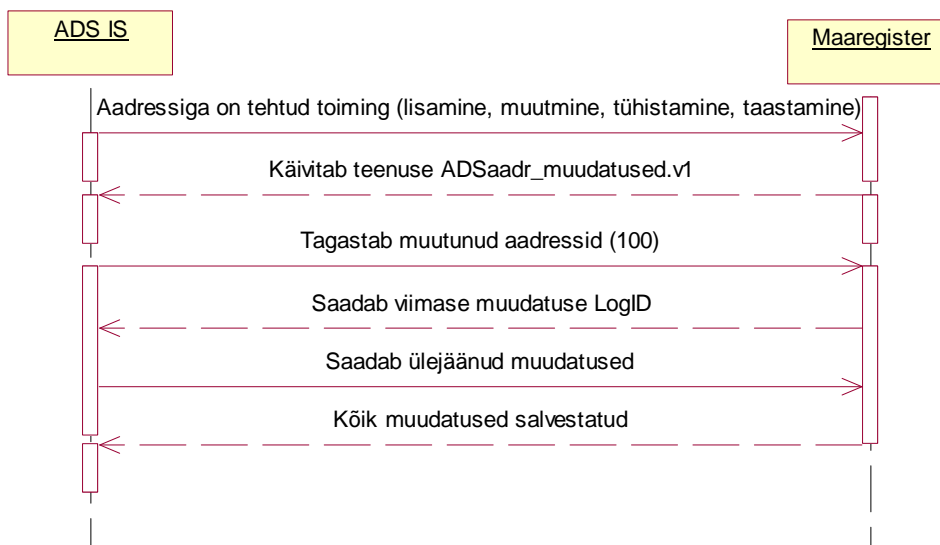 ADS IS
Maaregister
Aadressiga on tehtud toiming (lisamine, muutmine, tühistamine, taastamine)
Käivitab teenuse ADSaadr_muudatused.v1
Tagastab muutunud aadressid (100)
Saadab viimase muudatuse LogID
Saadab ülejäänud muudatused
Kõik muudatused salvestatud